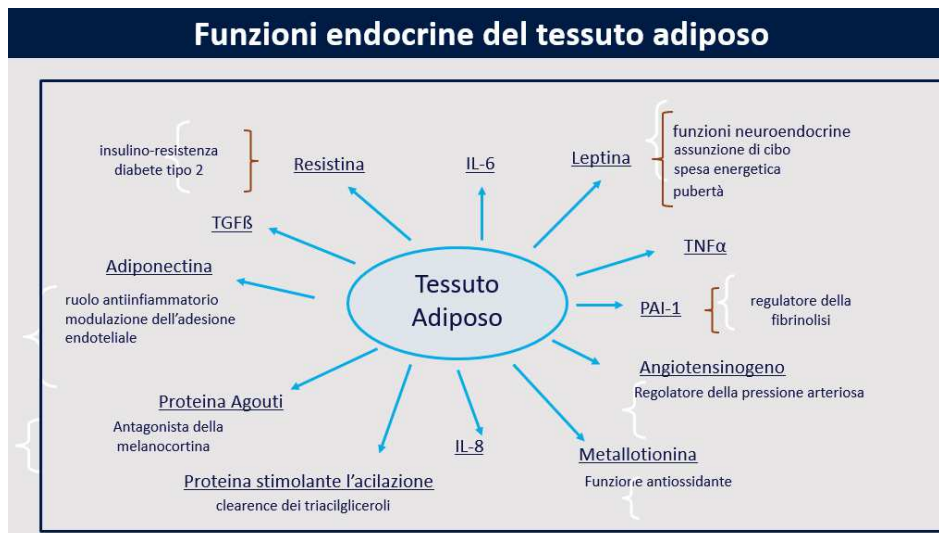 Funzioni endocrine del tessuto adiposo
insulino-resistenza
diabete tipo 2
Resistina
IL-6
Leptina
funzioni neuroendocrine
assunzione di cibo
spesa energetica
pubertà
TGFß
TNFα
Adiponectina
ruolo antiinfiammatorio
modulazione dell'adesione
endoteliale
Tessuto
Adiposo
PAI-1
regulatore della
fibrinolisi
Angiotensinogeno
Regolatore della pressione arteriosa
Proteina Agouti
Antagonista della
melanocortina
IL-8
Metallotionina
Funzione antiossidante
Proteina stimolante l'acilazione
clearence dei triacilgliceroli